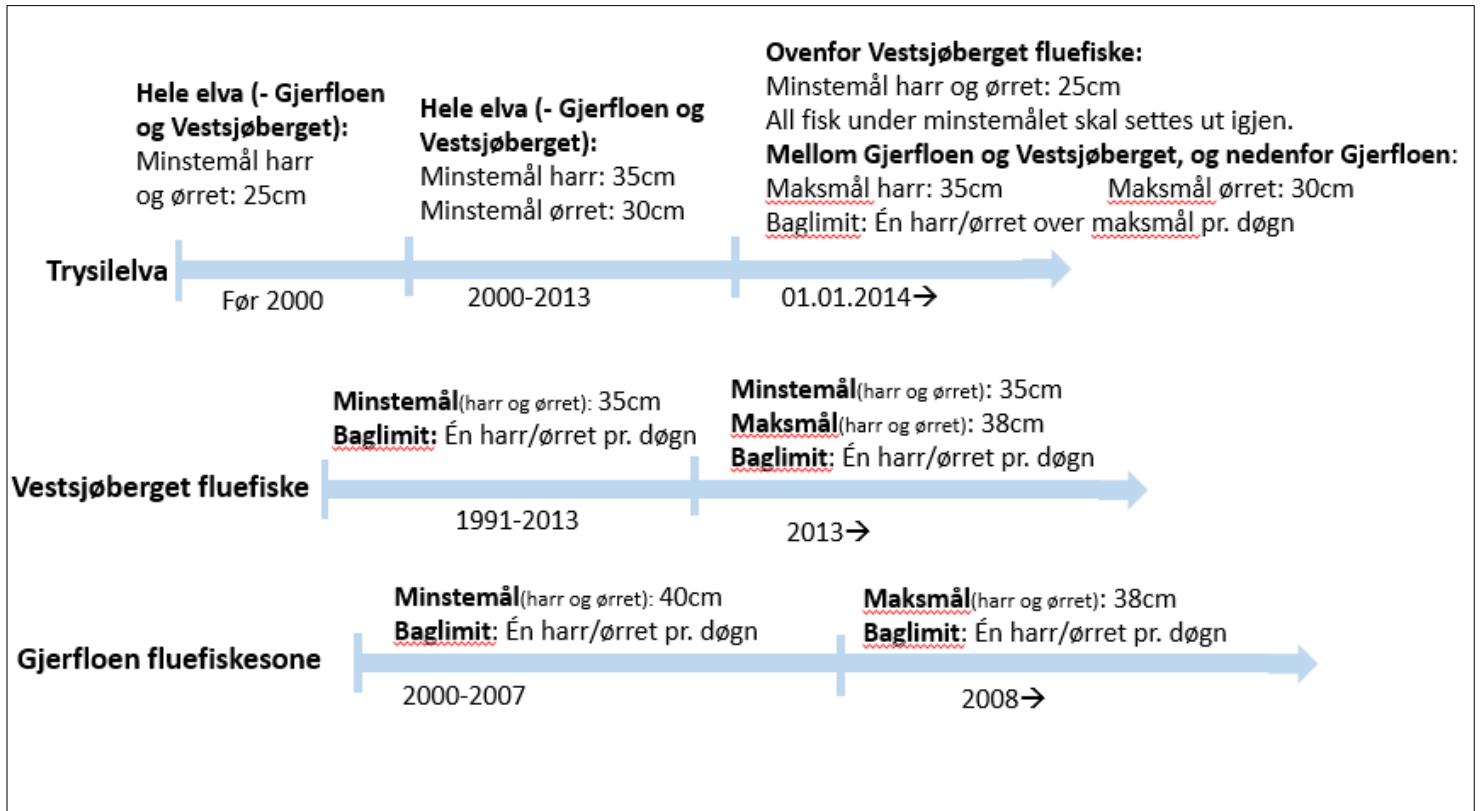 Hele elva (- Gjerfloen
og Vestsjøberget):
Minstemål harr
og ørret: 25cm
Hele elva (- Gjerfloen og
Vestsjøberget):
Minstemål harr: 35cm
Minstemål ørret: 30cm
Ovenfor Vestsjøberget fluefiske:
Minstemål harr og ørret: 25cm
All fisk under minstemålet skal settes ut igjen.
Mellom Gjerfloen og Vestsjøberget, og nedenfor Gjerfloen:
Maksmål harr: 35cm Maksmål ørret: 30cm
Baglimit: Én harr/ørret over maksmål pr. døgn
Trysilelva
Før 2000
2000-2013
01.01.2014→
Minstemål(harr og ørret): 35cm
Baglimit: Én harr/ørret pr. døgn
Minstemål(harr og ørret): 35cm
Maksmål(harr og ørret): 38cm
Baglimit: Én harr/ørret pr. døgn
Vestsjøberget fluefiske
1991-2013
2013→
Minstemål(harr og ørret): 40cm
Baglimit: Én harr/ørret pr. døgn
Maksmål(harr og ørret): 38cm
Baglimit: Én harr/ørret pr. døgn
Gjerfloen fluefiskesone
2000-2007
2008→